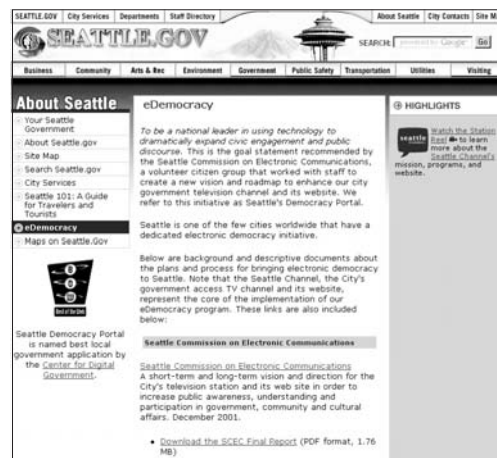 SEATTLE.GOV City Services Departments Staff Directory About Seattle City Contacts Site M
SEATTLE.GOV
SEARCH: powered by Google Go
Business Community Arts & Rec Environment Government Public Safety Transportation Utilities Visiting
About Seattle
Your Seattle
Government
About Seattle.gov
Site Map
Search Seattle.gov
City Services
Seattle 101: A Guide
for Travelers and
Tourists
eDemocracy
Maps on Seattle.Gov
Best of the Web
Seattle Democracy Portal
is named best local
government application by
the Center for Digital
Government.
eDemocracy
To be a national leader in using technology to
dramatically expand civic engagement and public
discourse. This is the goal statement recommended by
the Seattle Commission on Electronic Communications,
a volunteer citizen group that worked with staff to
create a new vision and roadmap to enhance our city
government television channel and its website. We
refer to this initiative as Seattle's Democracy Portal.
Seattle is one of the few cities worldwide that have a
dedicated electronic democracy initiative.
Below are background and descriptive documents about
the plans and process for bringing electronic democracy
to Seattle. Note that the Seattle Channel, the City's
government access TV channel and its website,
represent the core of the implementation of our
eDemocracy program. These links are also included
below:
Seattle Commission on Electronic Communications
Seattle Commission on Electronic Communications
A short-term and long-term vision and direction for the
City's television station and its web site in order to
increase public awareness, understanding and
participation in government, community and cultural
affairs. December 2001.
• Download the SCEC Final Report (PDF format, 1.76
MB)
HIGHLIGHTS
seattle
Watch the Station
Reel to learn
more about the
Seattle Channel's
mission, programs, and
website.